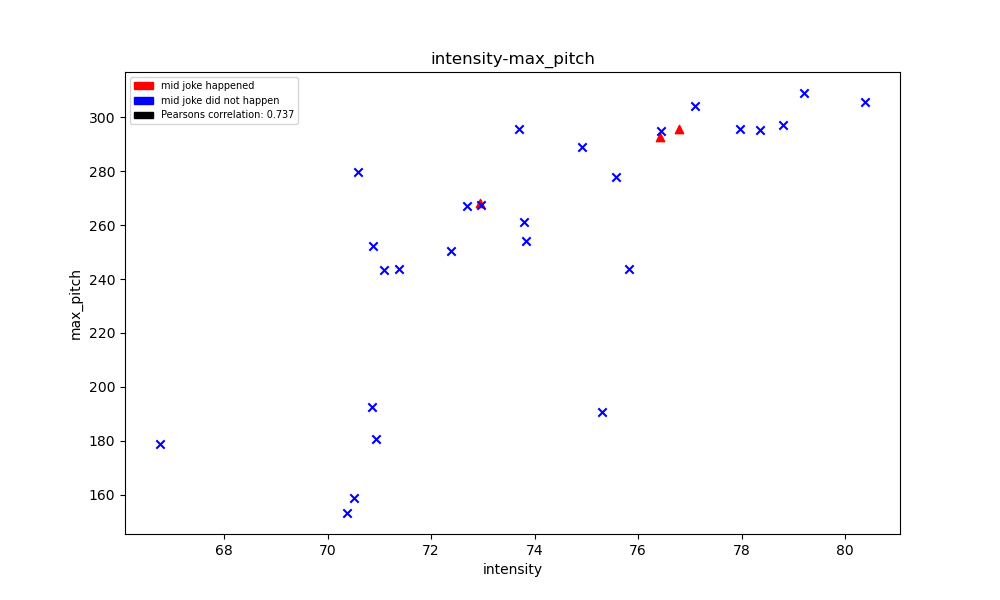 intensity-max_pitch
mid joke happened
mid joke did not happen
Pearsons correlation: 0.737
max_pitch
300
280
260
240
220
200
180
160
68 70 72 74 76 78 80
intensity